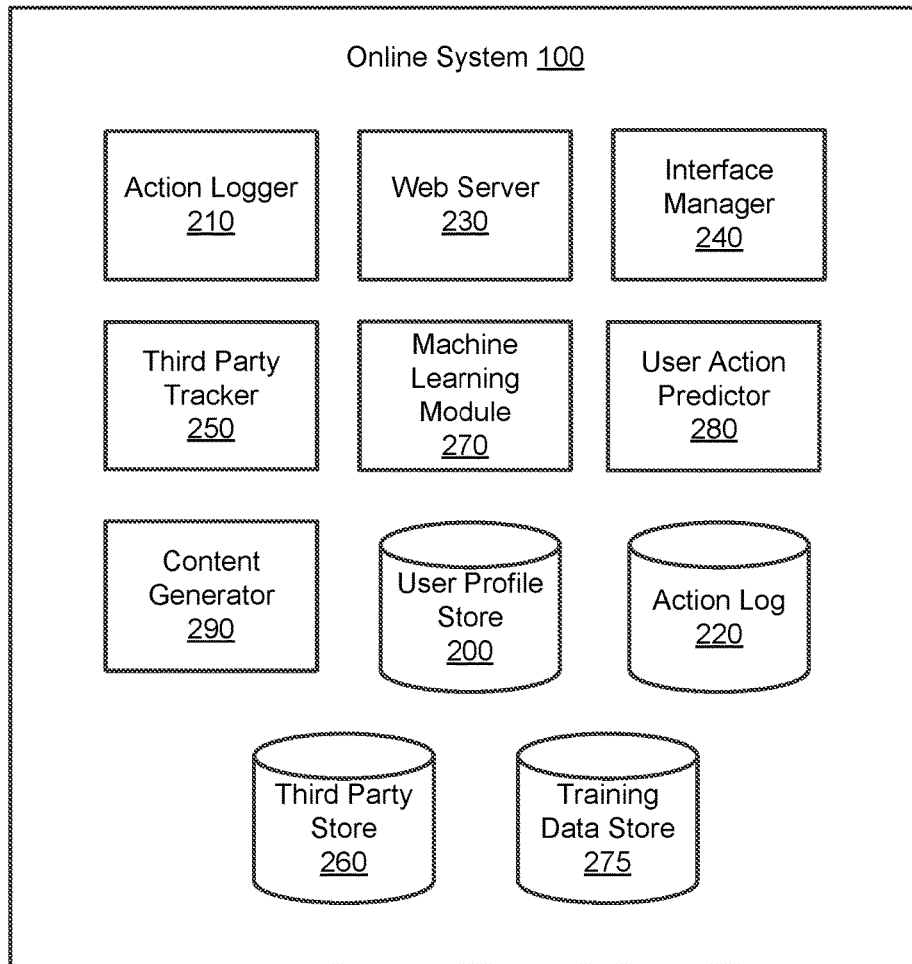 Online System 100
Action Logger
210
Web Server
230
Interface
Manager
240
Third Party
Tracker
250
Machine
Learning
Module
270
User Action
Predictor
280
Content
Generator
290
User Profile
Store
200
Action Log
220
Third Party
Store
260
Training
Data Store
275